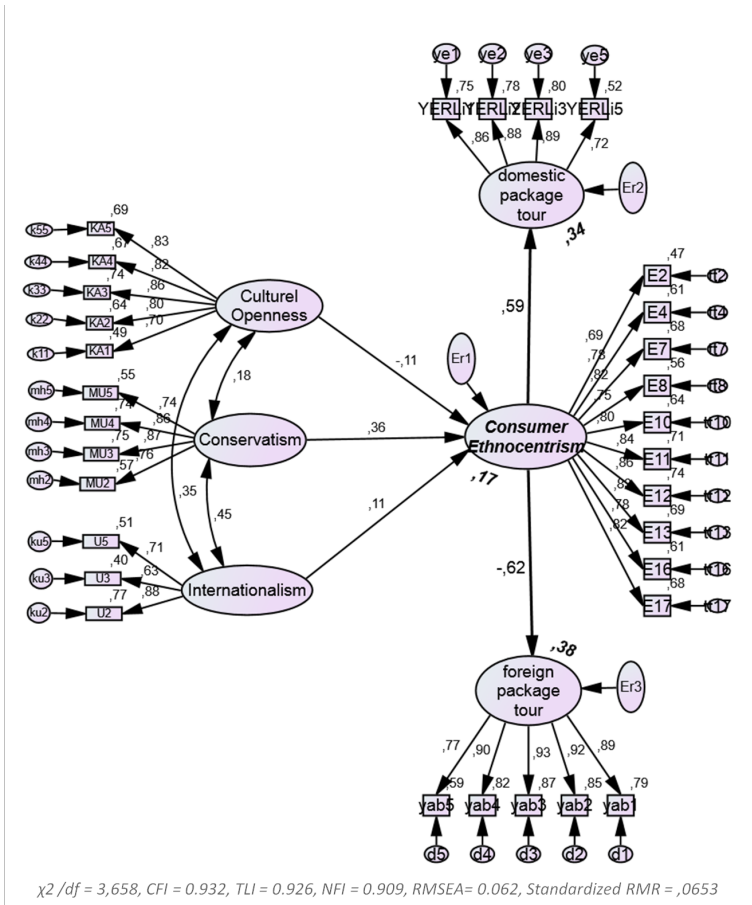 ye1 ye2 ye3 ye5
,75 ,78 ,80 ,52
YERLi1 YERLi2 YERLi3 YERLi5
,86 ,88 ,89 ,72
domestic
package
tour
Er2
,34
,59
,69
k55 KA5 ,83
,67
k44 KA4 ,82
,74
k33 KA3 ,86
,64
k22 KA2 ,80
,49
k11 KA1 ,70
Culturel
Openness
-,11
,18
,55
mh5 MU5 ,74
,74
mh4 MU4 ,86
,75
mh3 MU3 ,87
,57
mh2 MU2 ,76
Conservatism
,36
,35
,45
,11
,51
ku5 U5 ,71
,40
ku3 U3 ,63
,77
ku2 U2 ,88
Internationalism
Er1
Consumer
Ethnocentrism
,17
,47
,69 E2
,61
,78 E4
,68
,82 E7
,56
,75 E8
,64
,80 E10
,71
,84 E11
,74
,86 E12
,69
E13
,61
,78 E16
,68
,82 E17
-,62
,38
foreign
package
tour
Er3
,77 ,90 ,93 ,92 ,89
,59 ,82 ,87 ,85 ,79
yab5 yab4 yab3 yab2 yab1
d5 d4 d3 d2 d1
χ2 /df = 3,658, CFI = 0.932, TLI = 0.926, NFI = 0.909, RMSEA= 0.062, Standardized RMR = ,0653